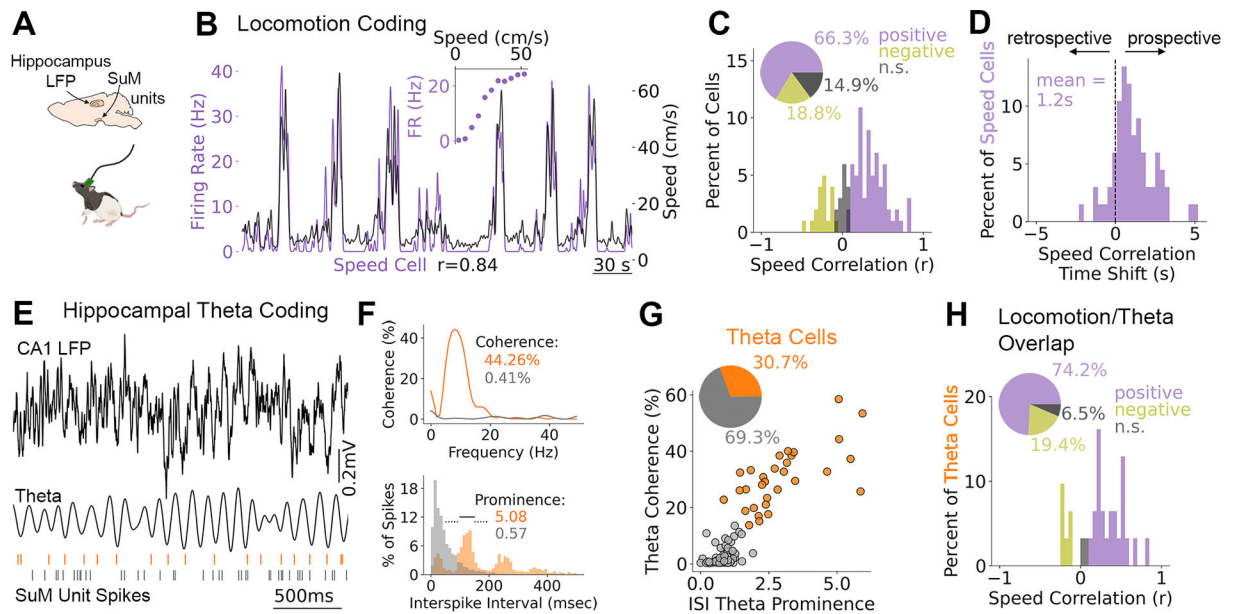 A
Hippocampus
LFP
SuM
units
B
Locomotion Coding
Speed (cm/s)
0
50
40
30
20
10
0
Firing Rate (Hz)
20
0
FR (Hz)
60
40
20
0
Speed (cm/s)
Speed Cell
r=0.84
30 s
C
66.3%
positive
negative
n.s.
14.9%
18.8%
15
10
5
0
Percent of Cells
−1
0
1
Speed Correlation (r)
D
retrospective
prospective
mean =
1.2s
10
5
0
Percent of Speed Cells
−5
0
5
Speed Correlation
Time Shift (s)
E
Hippocampal Theta Coding
CA1 LFP
0.2mV
Theta
SuM Unit Spikes
500ms
F
Coherence:
44.26%
0.41%
40
20
0
Coherence (%)
0
20
40
Frequency (Hz)
Prominence:
5.08
0.57
18
12
6
0
% of Spikes
0
200
400
Interspike Interval (msec)
G
Theta Cells
30.7%
69.3%
60
40
20
0
Theta Coherence (%)
0.0
2.5
5.0
ISI Theta Prominence
H
Locomotion/Theta
Overlap
74.2%
positive
negative
n.s.
6.5%
19.4%
20
10
0
Percent of Theta Cells
−1
0
1
Speed Correlation (r)